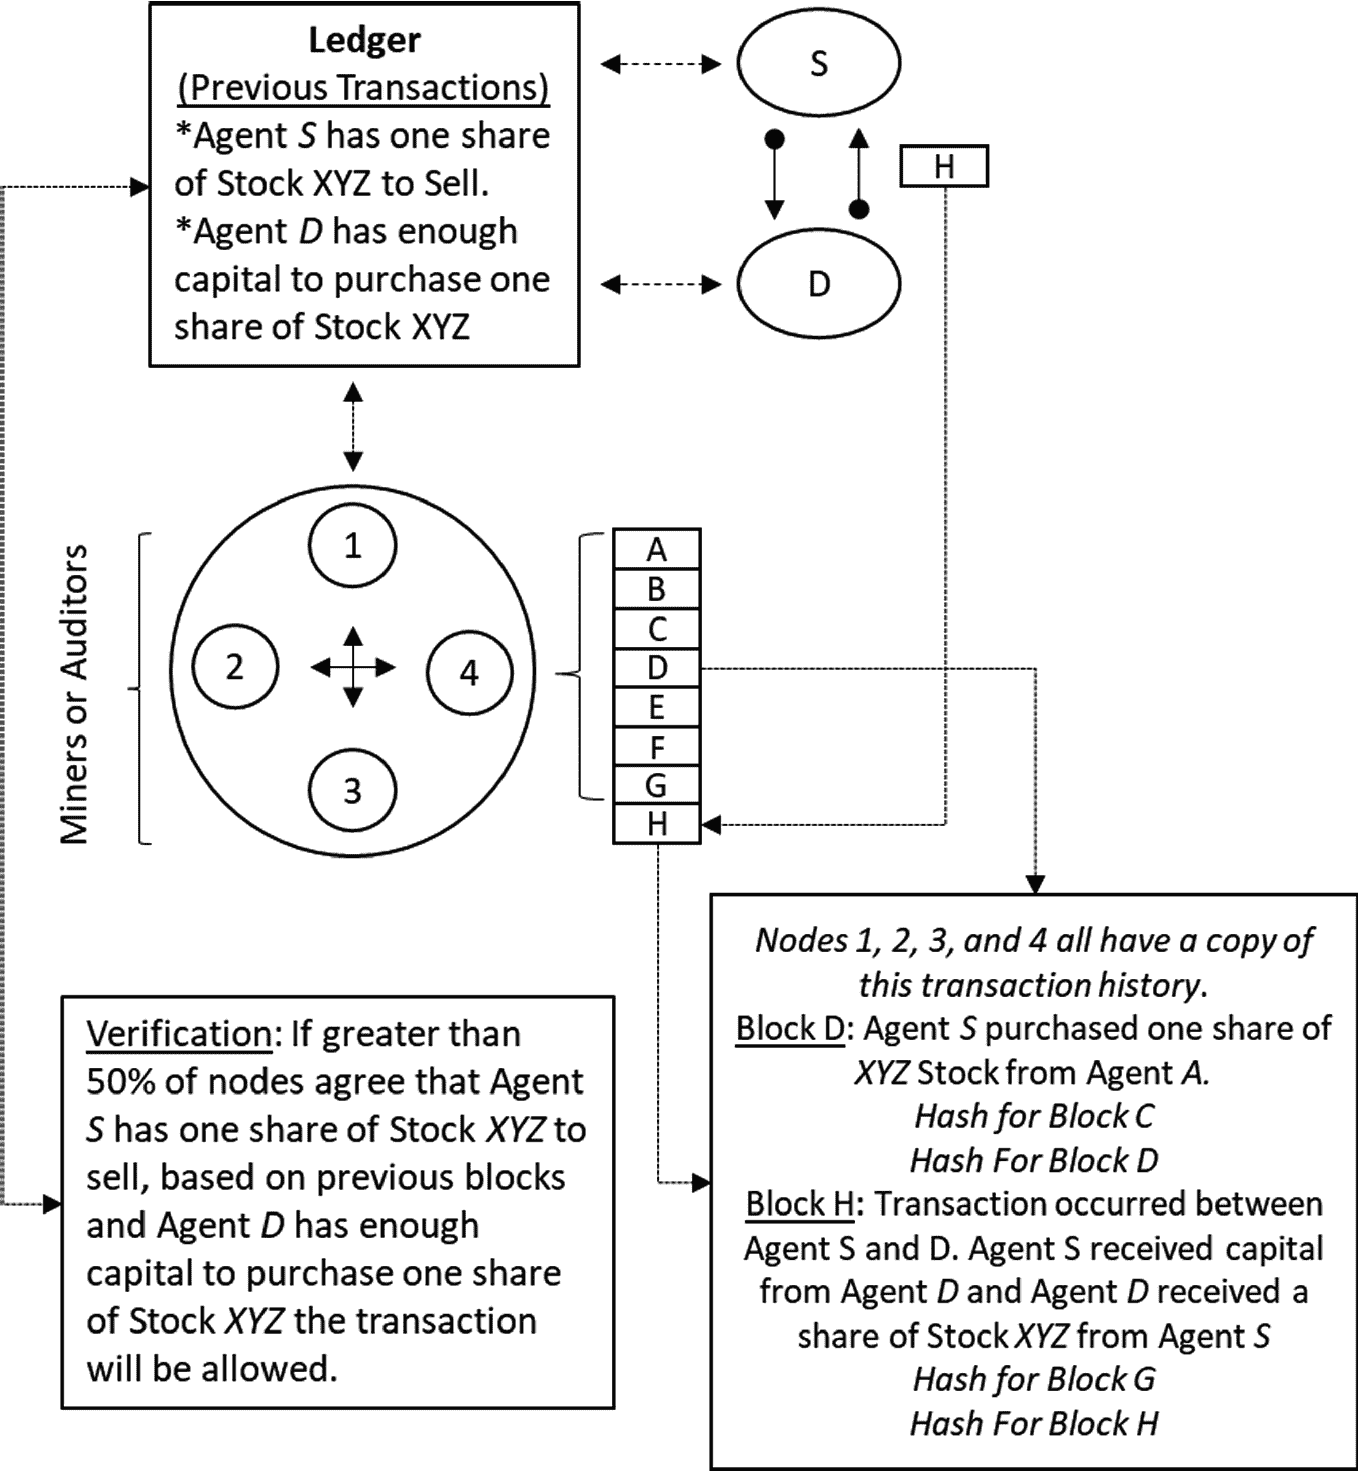 Ledger
(Previous Transactions)
*Agent S has one share
of Stock XYZ to Sell.
*Agent D has enough
capital to purchase one
share of Stock XYZ
S
H
D
Miners or Auditors
1
2
4
3
A
B
C
D
E
F
G
H
Verification: If greater than
50% of nodes agree that Agent
S has one share of Stock XYZ to
sell, based on previous blocks
and Agent D has enough
capital to purchase one share
of Stock XYZ the transaction
will be allowed.
Nodes 1, 2, 3, and 4 all have a copy of
this transaction history.
Block D: Agent S purchased one share of
XYZ Stock from Agent A.
Hash for Block C
Hash For Block D
Block H: Transaction occurred between
Agent S and D. Agent S received capital
from Agent D and Agent D received a
share of Stock XYZ from Agent S
Hash for Block G
Hash For Block H